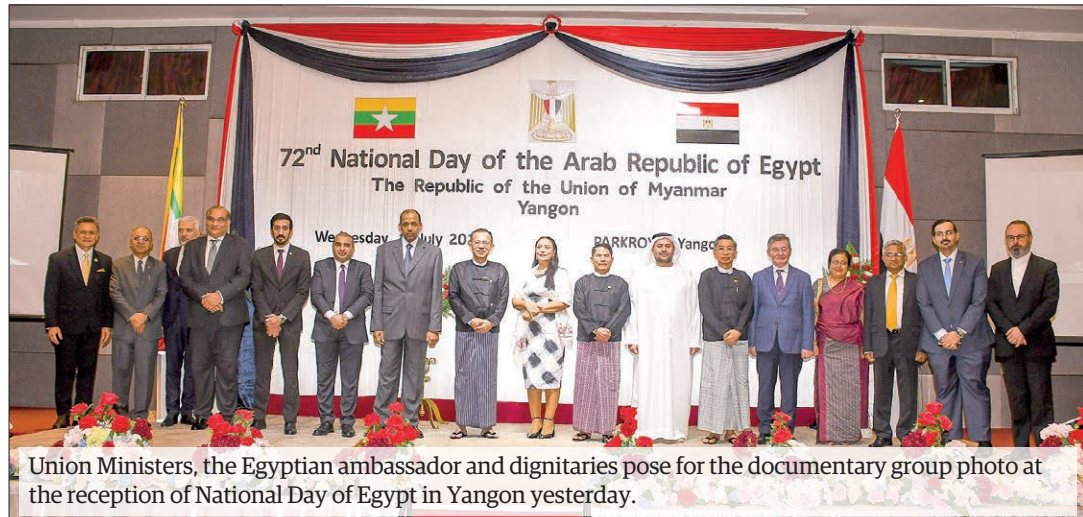 72nd National Day of the Arab Republic of Egypt
The Republic of the Union of Myanmar
Yangon
Wednesday July
PARKROYAL Yangon
Union Ministers, the Egyptian ambassador and dignitaries pose for the documentary group photo at
the reception of National Day of Egypt in Yangon yesterday.